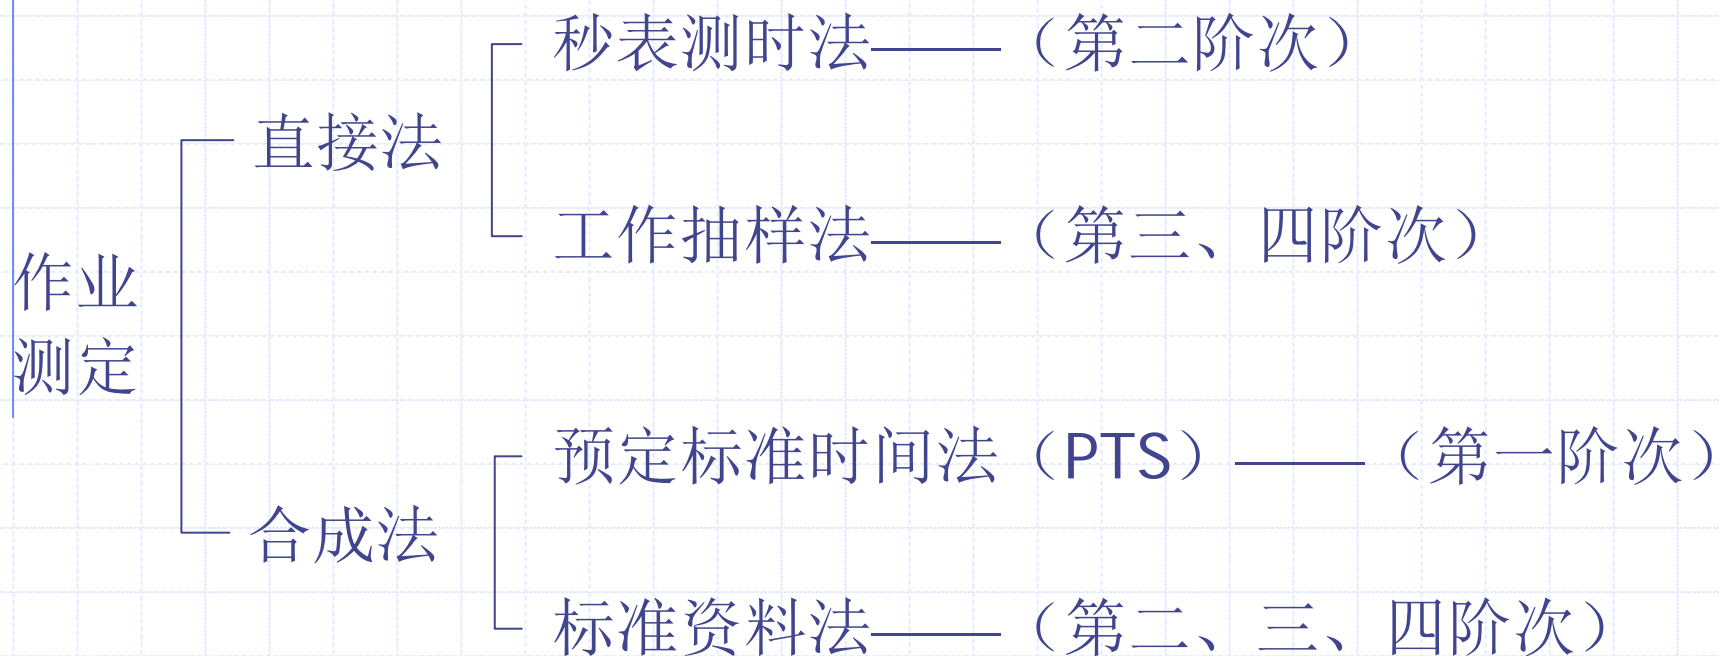 秒表测时法——（第二阶次）
直接法
工作抽样法——（第三、四阶次）
作业
测定
预定标准时间法（PTS）——（第一阶次）
合成法
标准资料法——（第二、三、四阶次）